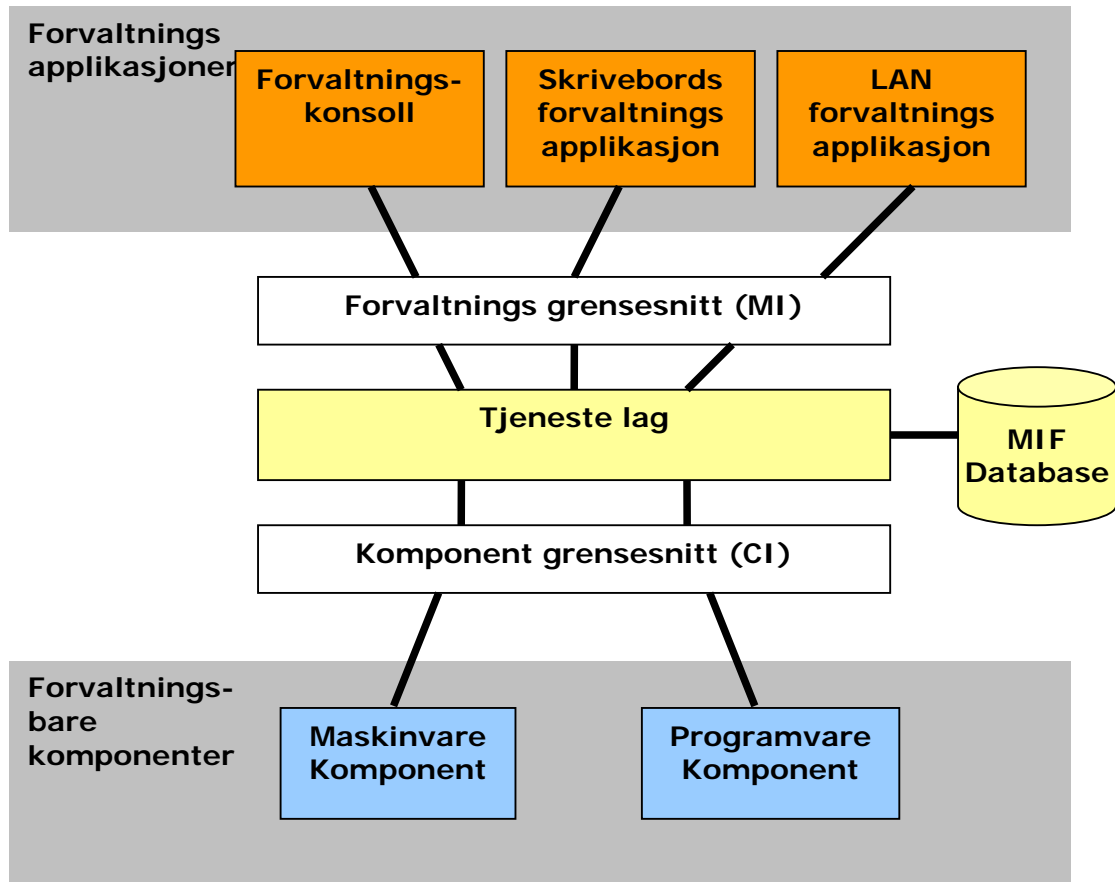 Forvaltnings
applikasjoner
Forvaltnings-
konsoll
Skrivebords
forvaltnings
applikasjon
LAN
forvaltnings
applikasjon
Forvaltnings grensesnitt (MI)
Tjeneste lag
MIF
Database
Komponent grensesnitt (CI)
Forvaltnings-
bare
komponenter
Maskinvare
Komponent
Programvare
Komponent